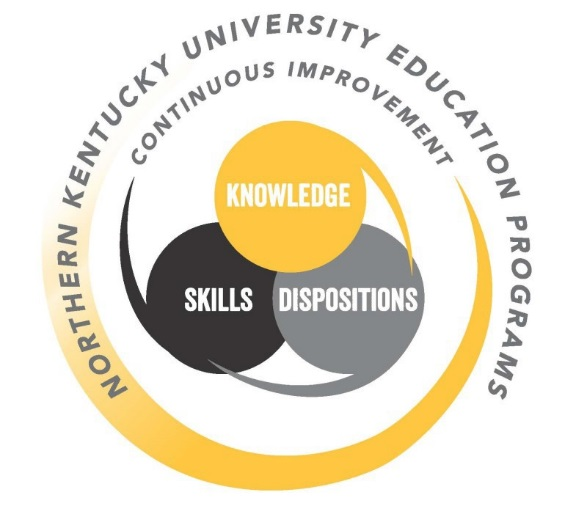 NORTHERN KENTUCKY UNIVERSITY EDUCATION PROGRAMS
CONTINUOUS IMPROVEMENT
KNOWLEDGE
SKILLS
DISPOSITIONS